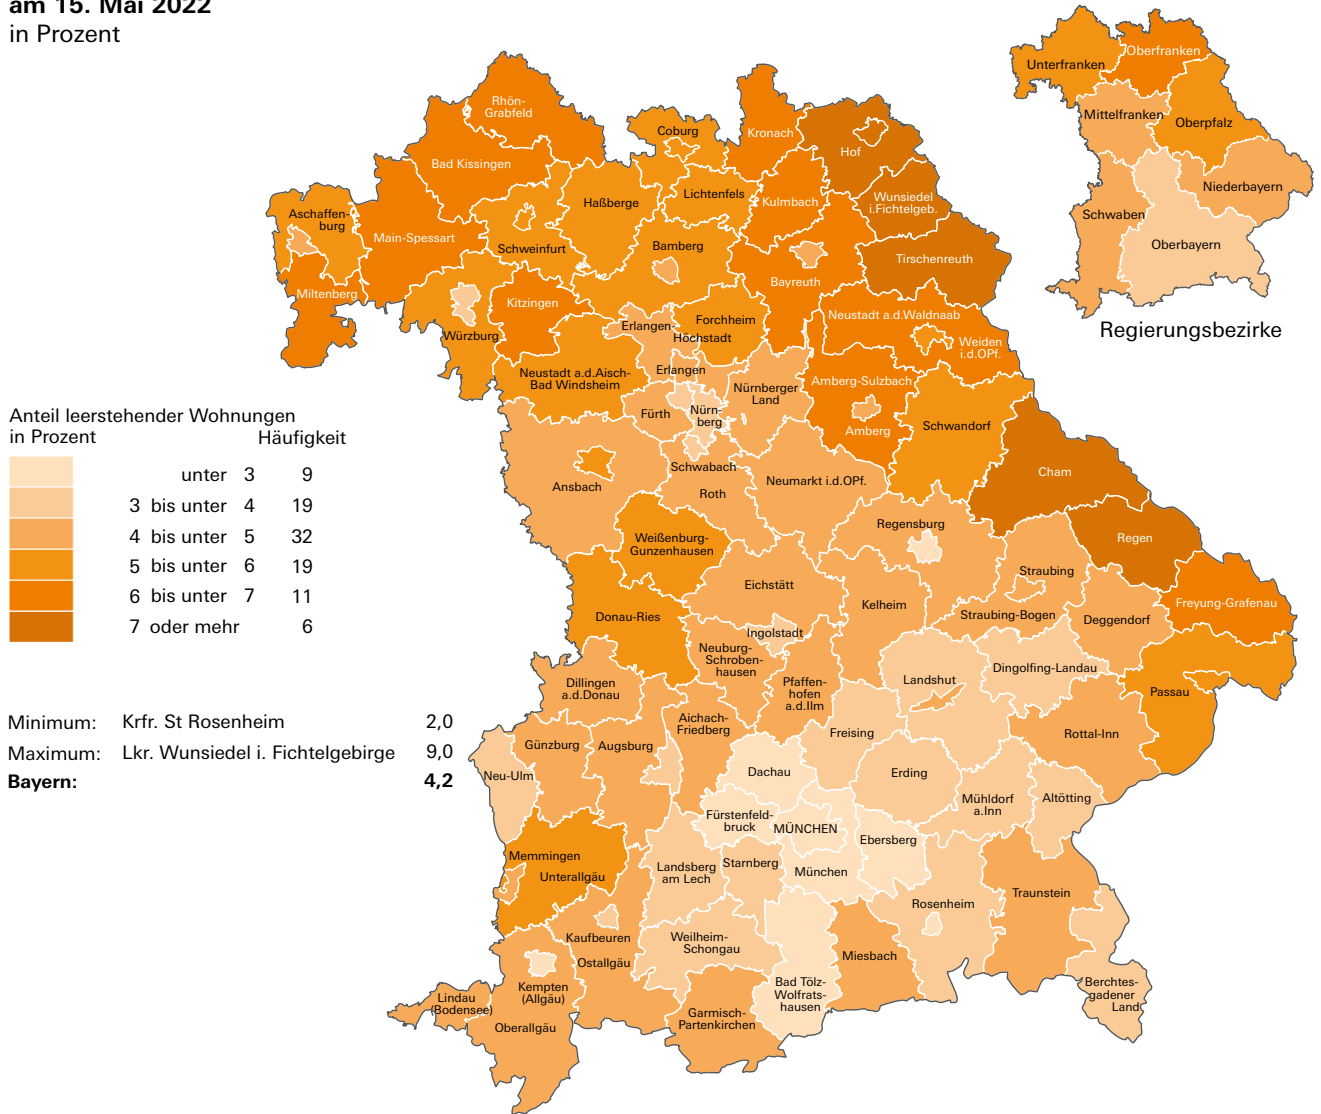 am 15. Mai 2022
in Prozent
Unterfranken
Oberfranken
Mittelfranken
Oberpfalz
Niederbayern
Schwaben
Oberbayern
Regierungsbezirke
Rhön-
Grabfeld
Bad Kissingen
Coburg
Kronach
Hof
Lichtenfels
Kulmbach
Wunsiedel
i.Fichtelgeb.
Haßberge
Aschaffen-
burg
Main-Spessart
Schweinfurt
Bamberg
Tirschenreuth
Bayreuth
Miltenberg
Kitzingen
Würzburg
Erlangen-
Höchstadt
Forchheim
Neustadt a.d.Waldnaab
Weiden
i.d.OPf.
Neustadt a.d.Aisch-
Bad Windsheim
Erlangen
Nürnberger
Land
Amberg-Sulzbach
Amberg
Fürth
Nürn-
berg
Schwandorf
Cham
Schwabach
Roth
Ansbach
Neumarkt i.d.OPf.
Regensburg
Regen
Weißenburg-
Gunzenhausen
Eichstätt
Straubing
Straubing-Bogen
Freyung-Grafenau
Donau-Ries
Kelheim
Deggendorf
Ingolstadt
Neuburg-
Schroben-
hausen
Pfaffen-
hofen
a.d.Ilm
Landshut
Dingolfing-Landau
Passau
Dillingen
a.d.Donau
Aichach-
Friedberg
Freising
Rottal-Inn
Günzburg
Augsburg
Neu-Ulm
Dachau
Erding
Mühldorf
a.Inn
Altötting
Fürstenfeld-
bruck
MÜNCHEN
Ebersberg
Memmingen
Unterallgäu
Landsberg
am Lech
Starnberg
München
Rosenheim
Traunstein
Kaufbeuren
Ostallgäu
Weilheim-
Schongau
Miesbach
Bad Tölz-
Wolfrats-
hausen
Berchtes-
gadener
Land
Kempten
(Allgäu)
Lindau
(Bodensee)
Oberallgäu
Garmisch-
Partenkirchen
Anteil leerstehender Wohnungen
in Prozent Häufigkeit
unter 3 9
3 bis unter 4 19
4 bis unter 5 32
5 bis unter 6 19
6 bis unter 7 11
7 oder mehr 6
Minimum: Krfr. St Rosenheim 2,0
Maximum: Lkr. Wunsiedel i. Fichtelgebirge 9,0
Bayern: 4,2